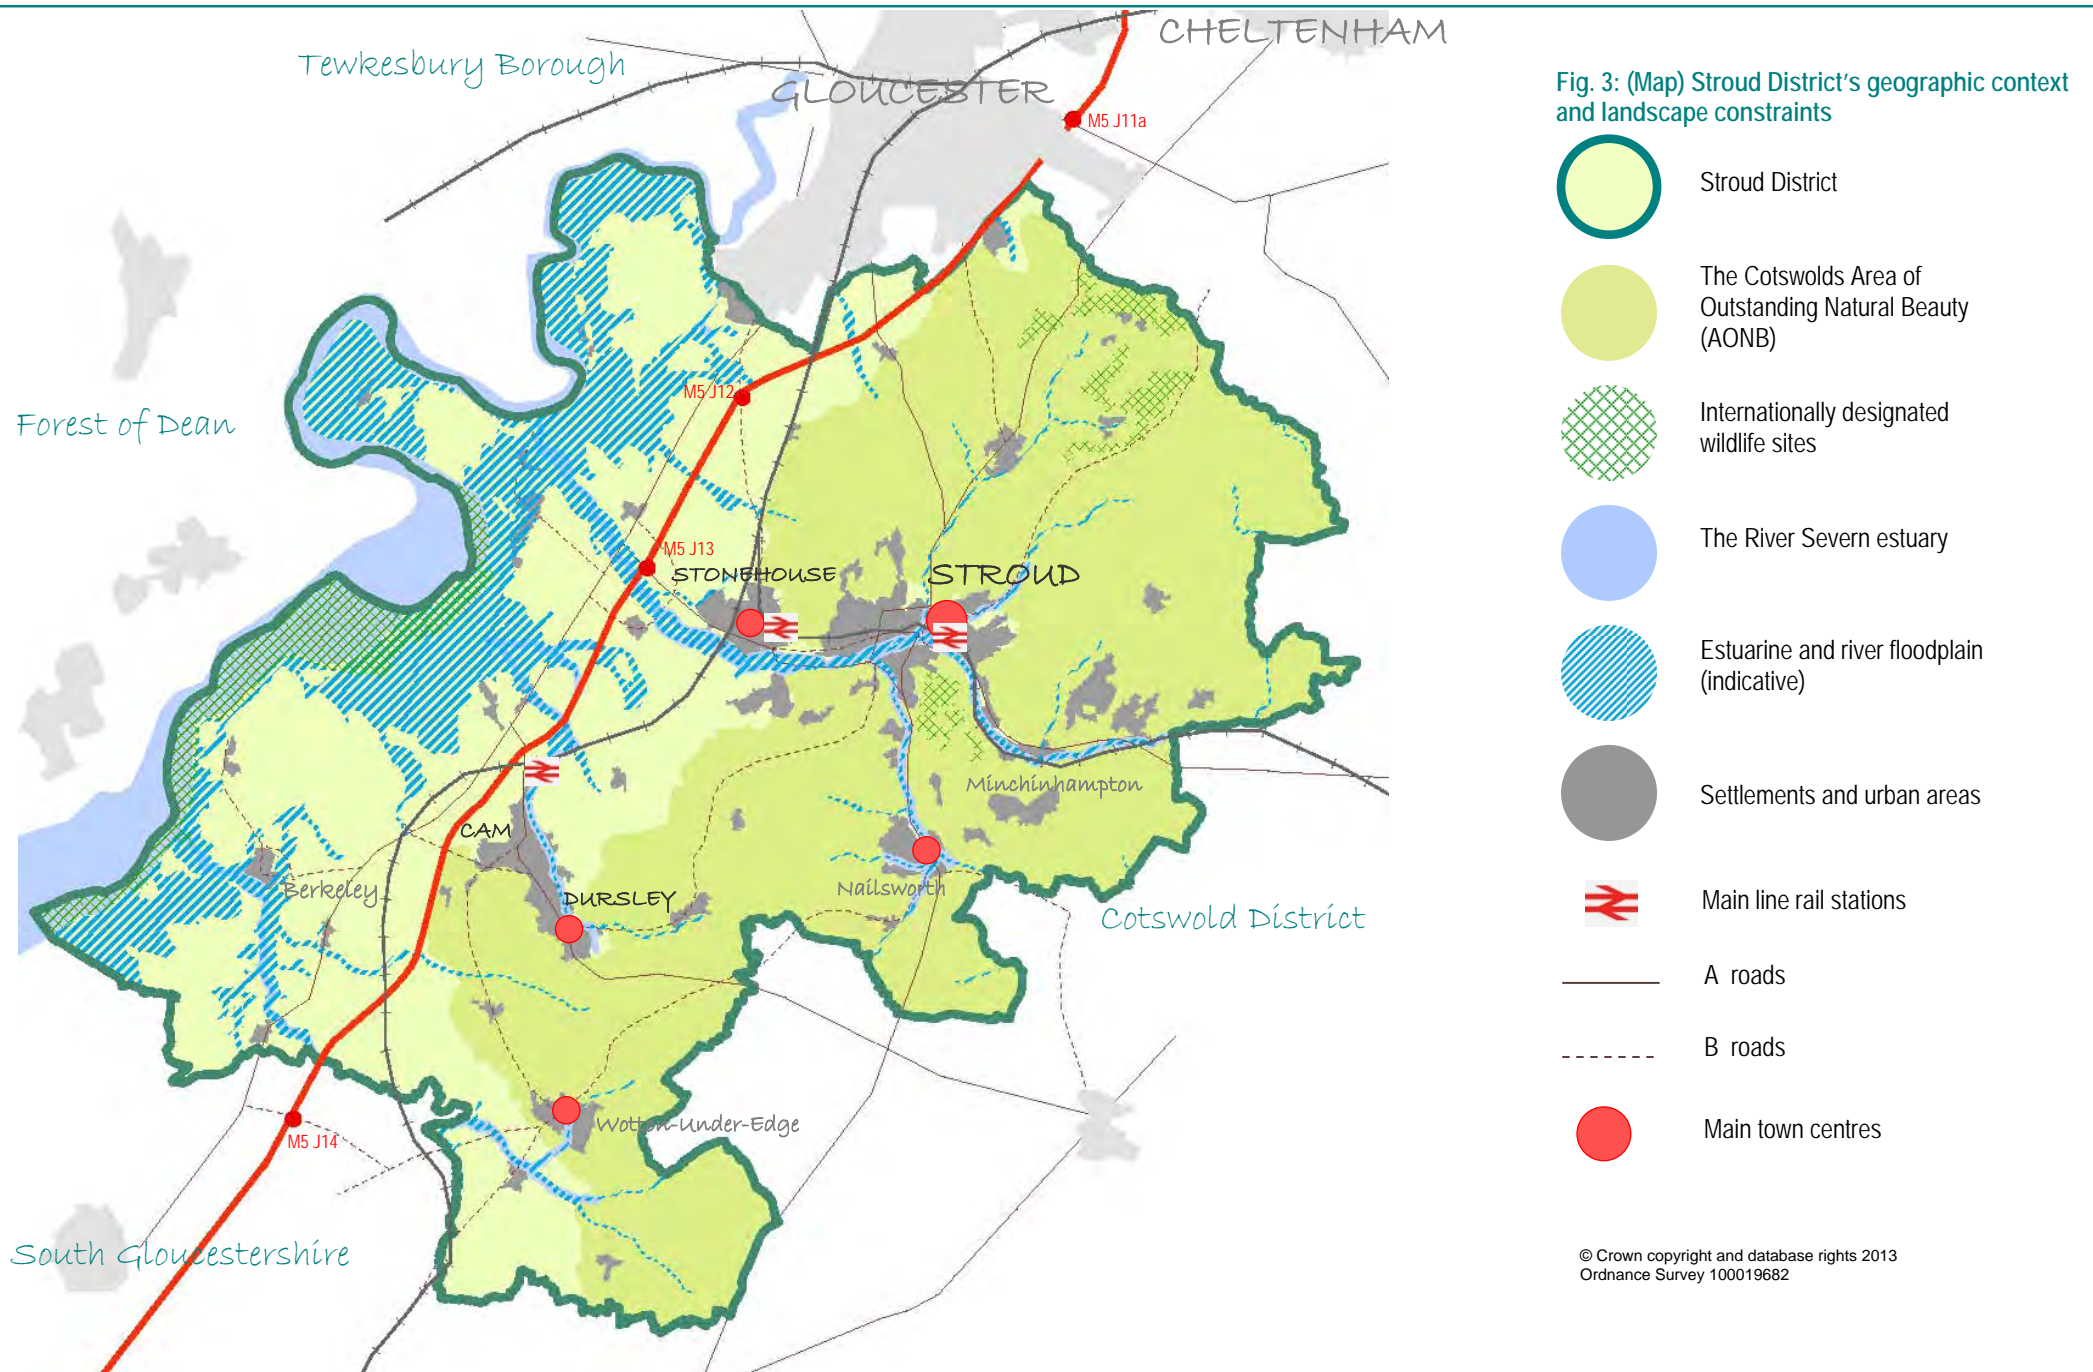 CHELTENHAM
Tewkesbury Borough
GLOUCESTER
M5 J11a
M5 J12
Forest of Dean
M5 J13
STONEHOUSE
STROUD
Minchinhampton
CAM
Berkeley
DURSLEY
Nailsworth
Cotswold District
Wotton-Under-Edge
M5 J14
South Gloucestershire
Fig. 3: (Map) Stroud District's geographic context
and landscape constraints
Stroud District
The Cotswolds Area of
Outstanding Natural Beauty
(AONB)
Internationally designated
wildlife sites
The River Severn estuary
Estuarine and river floodplain
(indicative)
Settlements and urban areas
Main line rail stations
A roads
B roads
Main town centres
© Crown copyright and database rights 2013
Ordnance Survey 100019682